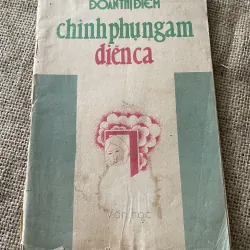 ĐOÀN THỊ ĐIỂM
chinh phụ ngâm
diễn ca
Văn học